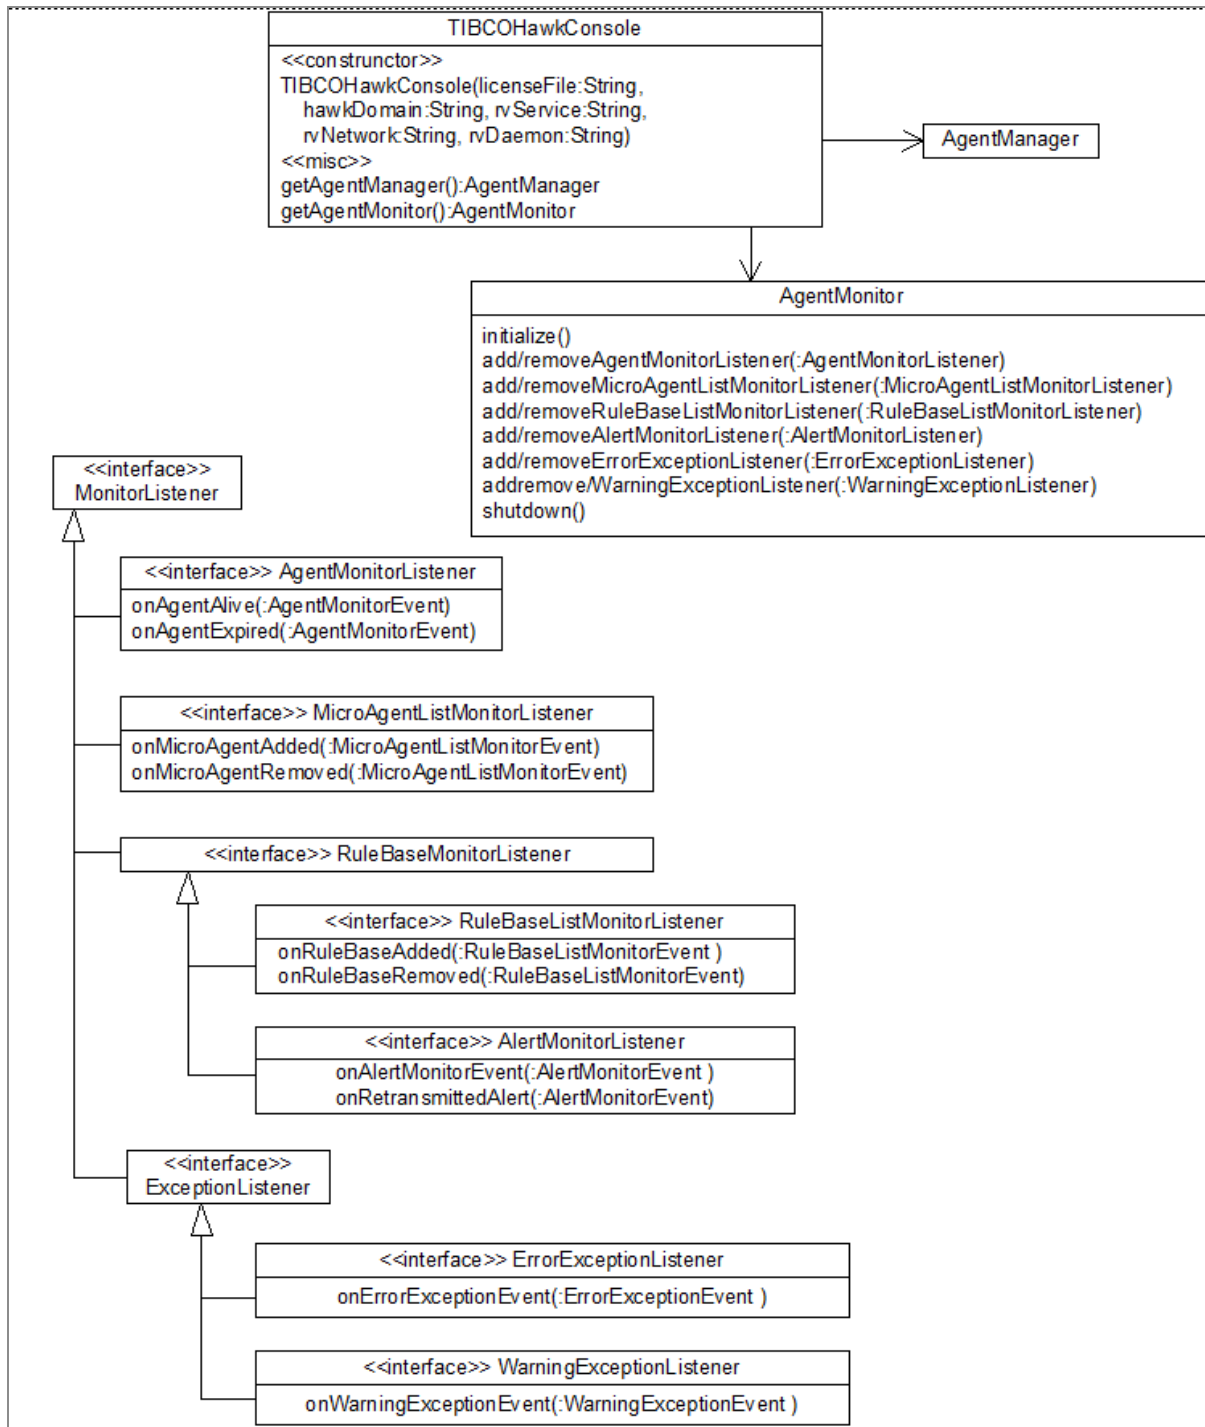 TIBCOHawkConsole
<<construnctor>>
TIBCOHawkConsole(licenseFile:String,
hawkDomain:String, rvService:String,
rvNetwork:String, rvDaemon:String)
<<misc>>
getAgentManager():AgentManager
getAgentMonitor():AgentMonitor
AgentManager
AgentMonitor
initialize()
add/removeAgentMonitorListener(:AgentMonitorListener)
add/removeMicroAgentListMonitorListener(:MicroAgentListMonitorListener)
add/removeRuleBaseListMonitorListener(:RuleBaseListMonitorListener)
add/removeAlertMonitorListener(:AlertMonitorListener)
add/removeErrorExceptionListener(:ErrorExceptionListener)
addremove/WarningExceptionListener(:WarningExceptionListener)
shutdown()
<<interface>>
MonitorListener
<<interface>> AgentMonitorListener
onAgentAlive(:AgentMonitorEvent)
onAgentExpired(:AgentMonitorEvent)
<<interface>> MicroAgentListMonitorListener
onMicroAgentAdded(:MicroAgentListMonitorEvent)
onMicroAgentRemoved(:MicroAgentListMonitorEvent)
<<interface>> RuleBaseMonitorListener
<<interface>> RuleBaseListMonitorListener
onRuleBaseAdded(:RuleBaseListMonitorEvent )
onRuleBaseRemoved(:RuleBaseListMonitorEvent)
<<interface>> AlertMonitorListener
onAlertMonitorEvent(:AlertMonitorEvent )
onRetransmittedAlert(:AlertMonitorEvent)
<<interface>>
ExceptionListener
<<interface>> ErrorExceptionListener
onErrorExceptionEvent(:ErrorExceptionEvent )
<<interface>> WarningExceptionListener
onWarningExceptionEvent(:WarningExceptionEvent )